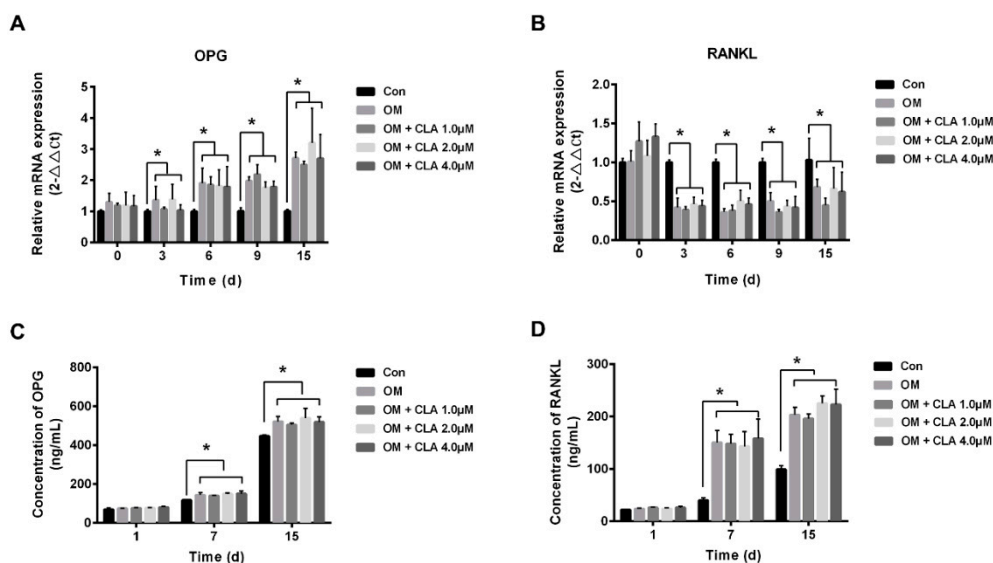 A
OPG
Relative mRNA expression
(2-△△Ct)
5
4
3
2
1
0
3
6
9
15
Time (d)
*
*
*
*
Con
OM
OM + CLA 1.0μM
OM + CLA 2.0μM
OM + CLA 4.0μM
B
RANKL
Relative mRNA expression
(2-△△Ct)
2.0
1.5
1.0
0.5
0.0
0
3
6
9
15
Time (d)
*
*
*
*
Con
OM
OM + CLA 1.0μM
OM + CLA 2.0μM
OM + CLA 4.0μM
C
Concentration of OPG
(ng/mL)
800
600
400
200
0
1
7
15
Time (d)
*
*
Con
OM
OM + CLA 1.0μM
OM + CLA 2.0μM
OM + CLA 4.0μM
D
Concentration of RANKL
(ng/mL)
300
200
100
0
1
7
15
Time (d)
*
*
Con
OM
OM + CLA 1.0μM
OM + CLA 2.0μM
OM + CLA 4.0μM